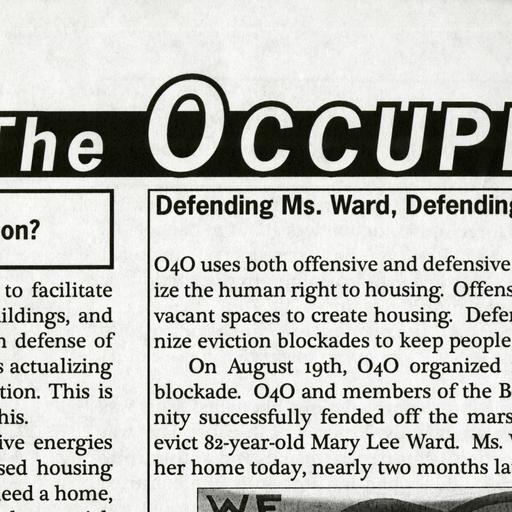 The OCCUPI
on?
to facilitate
ildings, and
defense of
actualizing
tion. This is
his.
ive energies
sed housing
need a home,
Defending Ms. Ward, Defending
O4O uses both offensive and defensive
ize the human right to housing. Offens
vacant spaces to create housing. Defen
nize eviction blockades to keep people
On August 19th, O4O organized
blockade. O4O and members of the B
nity successfully fended off the mars
evict 82-year-old Mary Lee Ward. Ms. W
her home today, nearly two months la
WE